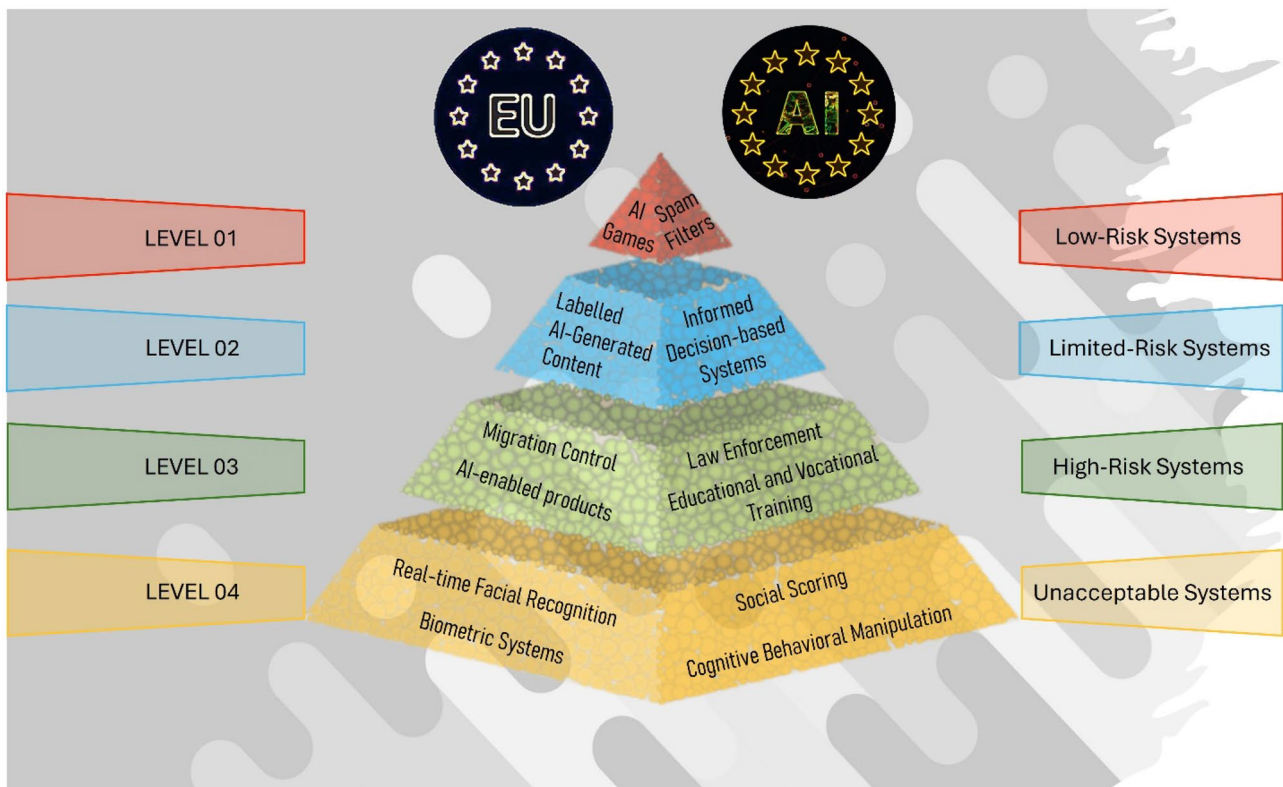 EU
AI
LEVEL 01
AI
Games
Spam
Filters
Low-Risk Systems
LEVEL 02
Labelled
AI-Generated
Content
Informed
Decision-based
Systems
Limited-Risk Systems
LEVEL 03
Migration Control
AI-enabled products
Law Enforcement
Educational and Vocational
Training
High-Risk Systems
LEVEL 04
Real-time Facial Recognition
Biometric Systems
Social Scoring
Cognitive Behavioral Manipulation
Unacceptable Systems